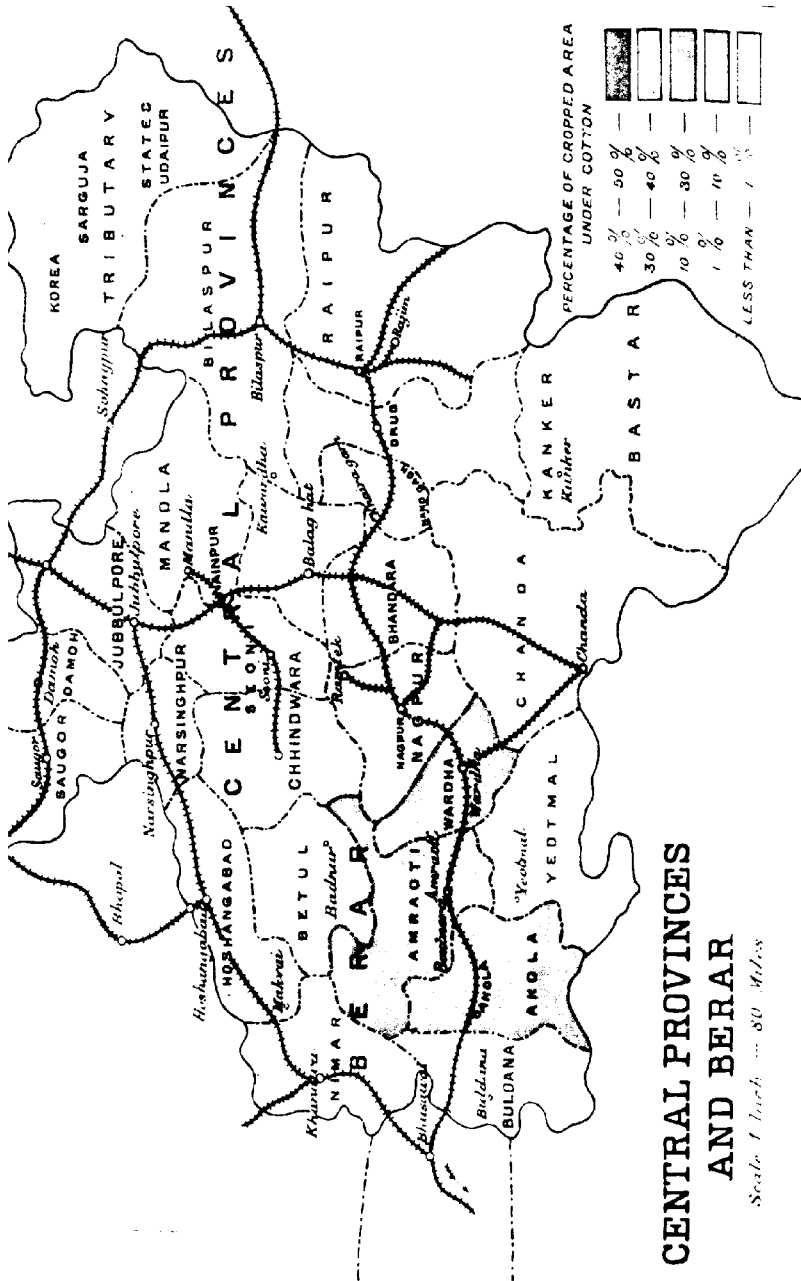 CENTRAL PROVINCES
AND BERAR
Scale 1 Inch = 80 Miles
PERCENTAGE OF CROPPED AREA
UNDER COTTON
40 % — 50 % —
30 % — 40 % —
10 % — 30 % —
1 % — 10 % —
LESS THAN — 1 % —
CENTRAL PROVINCES
BERAR
KOREA
SARGUJA
TRIBUTARY
STATES
UDAIPUR
Sohagpur
BILASPUR
Bilaspur
RAIPUR
RAIPUR
Rajim
DRUG
KANKER
Kanker
BASTAR
MANDLA
Mandla
NAINPUR
Kawardha
Balaghat
JUBBULPORE
Jubbulpore
Damoh
DAMOH
Saugor
SAUGOR
Narsinghpur
NARSINGHPUR
SEONI
Seoni
CHHINDWARA
Ramtek
BHANDARA
NAGPUR
NAGPUR
CHANDA
Chanda
WARDHA
Wardha
Bhopal
Hoshangabad
HOSHANGABAD
Makrai
BETUL
Badnur
AMRAOTI
Amraoti
Yeotmal
YEOTMAL
AKOLA
AKOLA
Khandwa
NIMAR
Bhusawal
Buldana
BULDANA